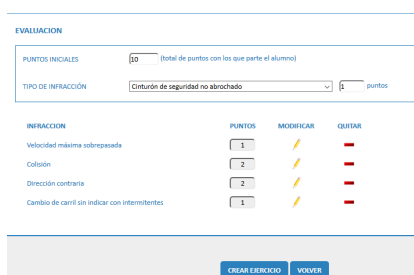 EVALUACION
PUNTOS INICIALES 10 (total de puntos con los que parte el alumno)
TIPO DE INFRACCIÓN Cinturón de seguridad no abrochado 1 puntos
INFRACCION PUNTOS MODIFICAR QUITAR
Velocidad máxima sobrepasada 1
Colisión 2
Dirección contraria 2
Cambio de carril sin indicar con intermitentes 1
CREAR EJERCICIO VOLVER